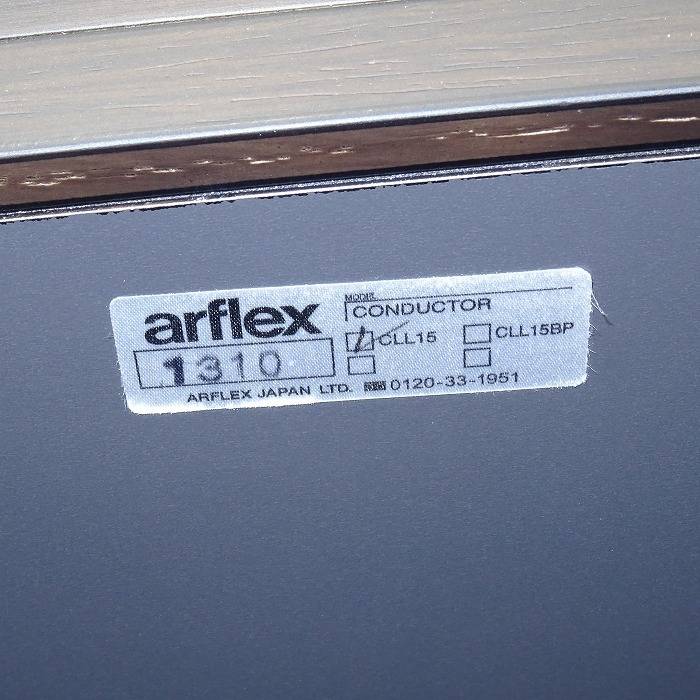 arflex
1310
MODEL
CONDUCTOR
CLL15
CLL15BP
ARFLEX JAPAN LTD.
0120-33-1951